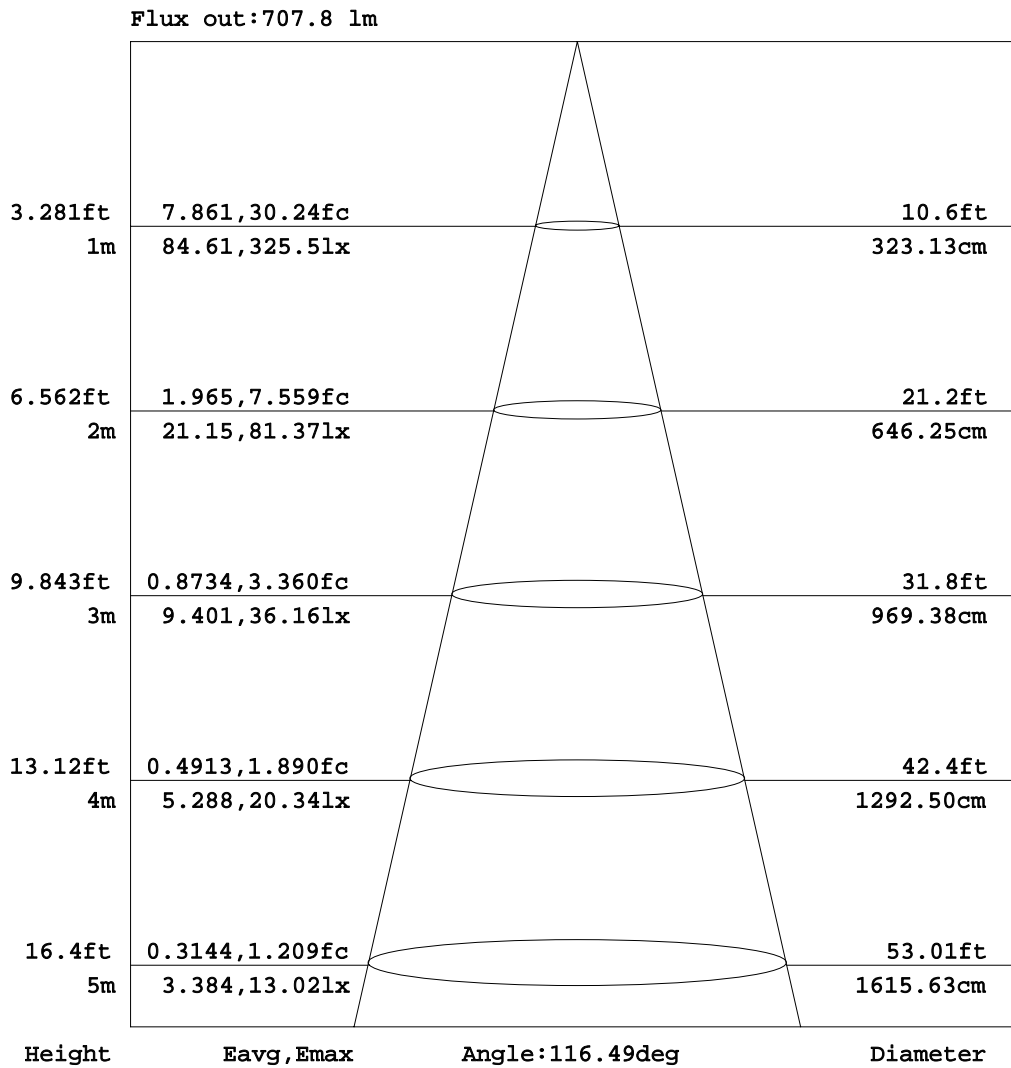 Flux out:707.8 lm
3.281ft 7.861,30.24fc 10.6ft
1m 84.61,325.5lx 323.13cm
6.562ft 1.965,7.559fc 21.2ft
2m 21.15,81.37lx 646.25cm
9.843ft 0.8734,3.360fc 31.8ft
3m 9.401,36.16lx 969.38cm
13.12ft 0.4913,1.890fc 42.4ft
4m 5.288,20.34lx 1292.50cm
16.4ft 0.3144,1.209fc 53.01ft
5m 3.384,13.02lx 1615.63cm
Height Eavg,Emax Angle:116.49deg Diameter